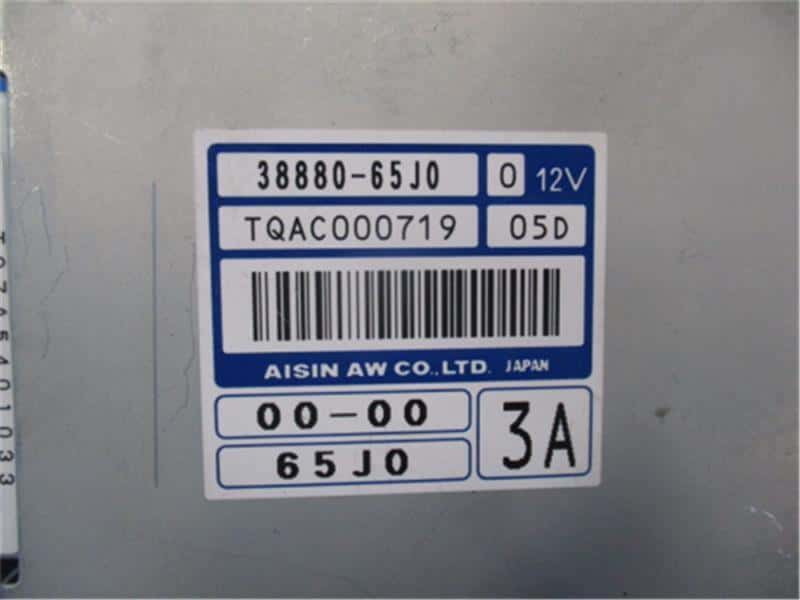 38880-65J0 0 12V
TQAC000719 05D
AISIN AW CO.,LTD. JAPAN
00-00
65J0
3A